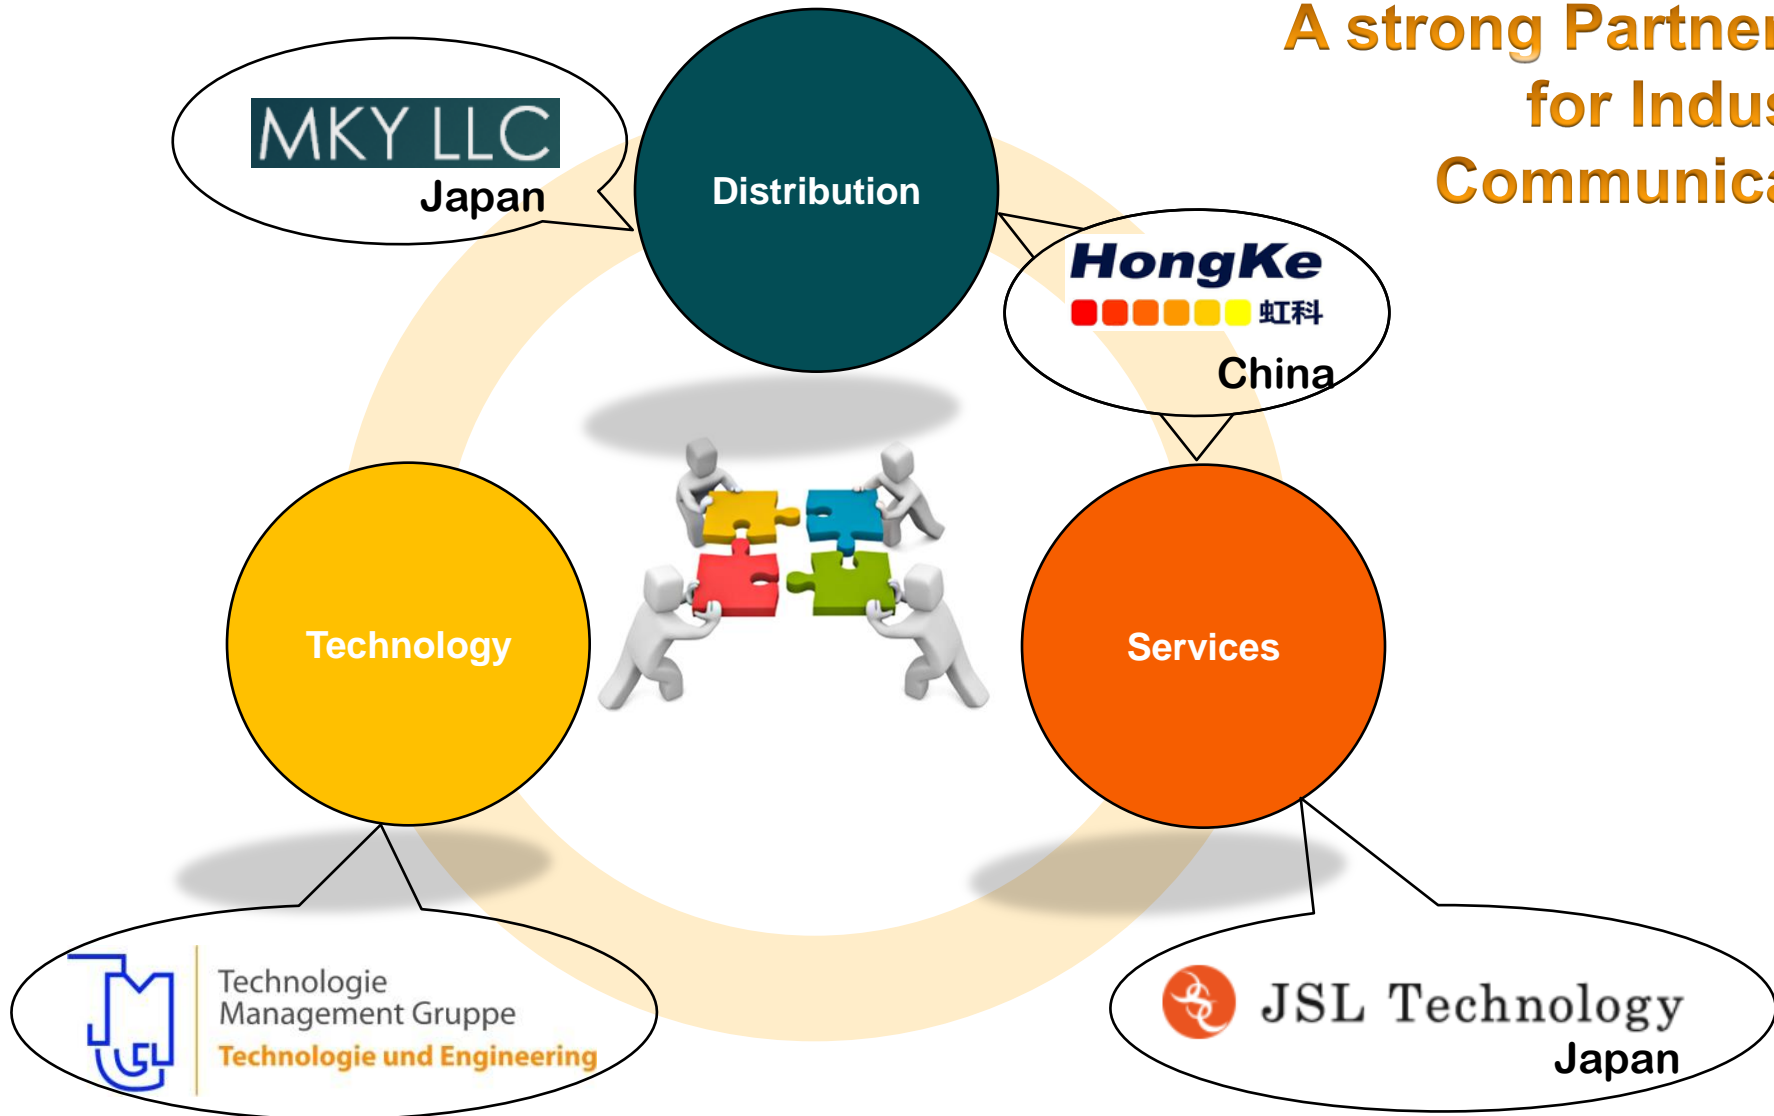 A strong Partner
for Indus
Communica
MKY LLC
Japan
Distribution
HongKe
虹科
China
Technology
Services
Technologie
Management Gruppe
Technologie und Engineering
JSL Technology
Japan